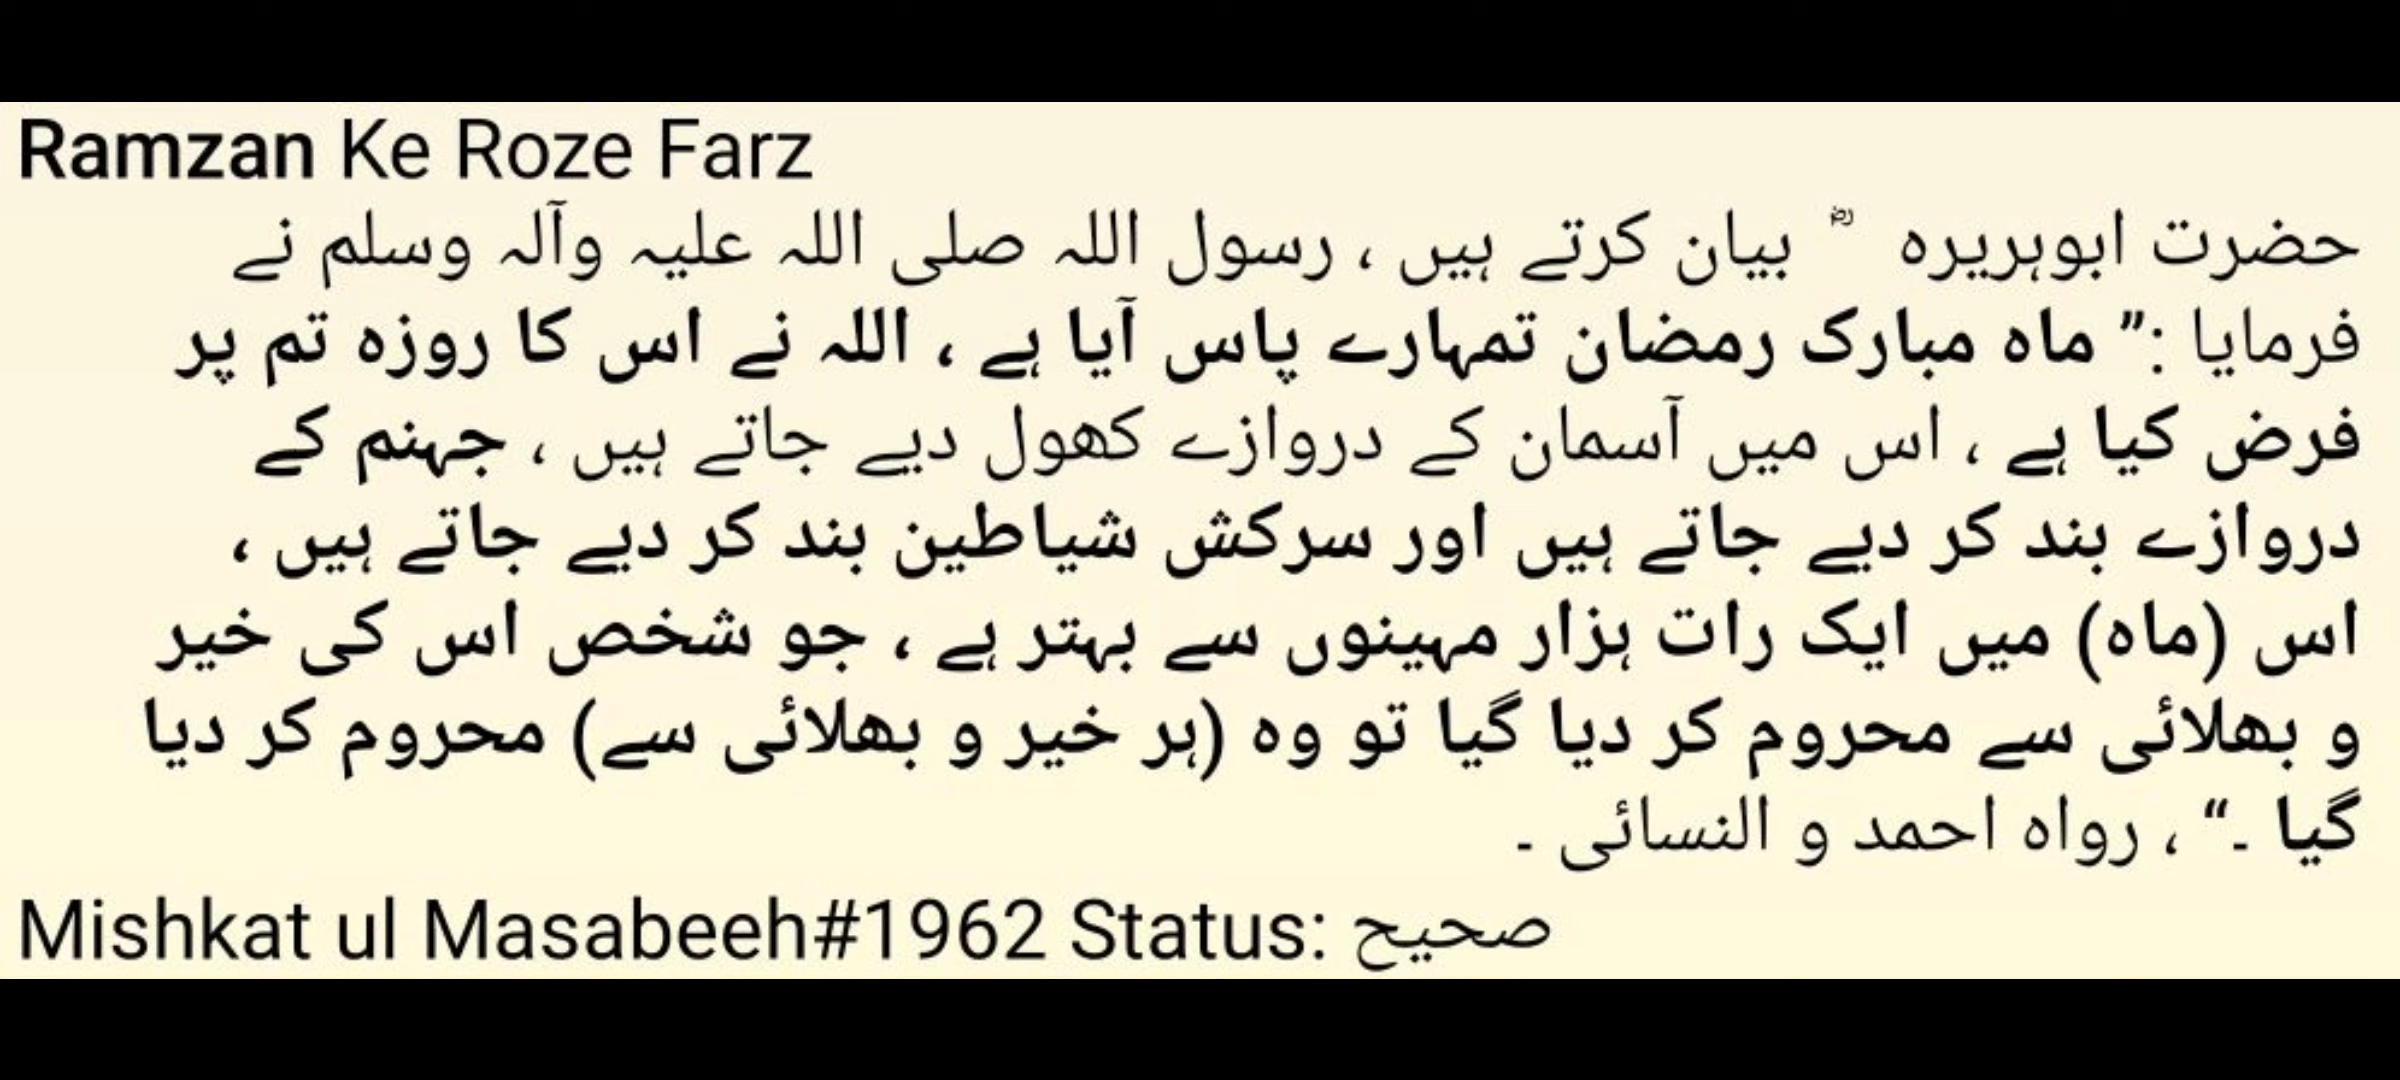 Ramzan Ke Roze Farz
حضرت ابوہریرہ ؓ بیان کرتے ہیں ، رسول اللہ صلی اللہ علیہ وآلہ وسلم نے
فرمایا :” ماہ مبارک رمضان تمہارے پاس آیا ہے ، اللہ نے اس کا روزہ تم پر
فرض کیا ہے ، اس میں آسمان کے دروازے کھول دیے جاتے ہیں ، جہنم کے
دروازے بند کر دیے جاتے ہیں اور سرکش شیاطین بند کر دیے جاتے ہیں ،
اس (ماہ) میں ایک رات ہزار مہینوں سے بہتر ہے ، جو شخص اس کی خیر
و بھلائی سے محروم کر دیا گیا تو وہ (ہر خیر و بھلائی سے) محروم کر دیا
گیا ۔“ ، رواہ احمد و النسائی ۔
Mishkat ul Masabeeh#1962 Status: صحیح